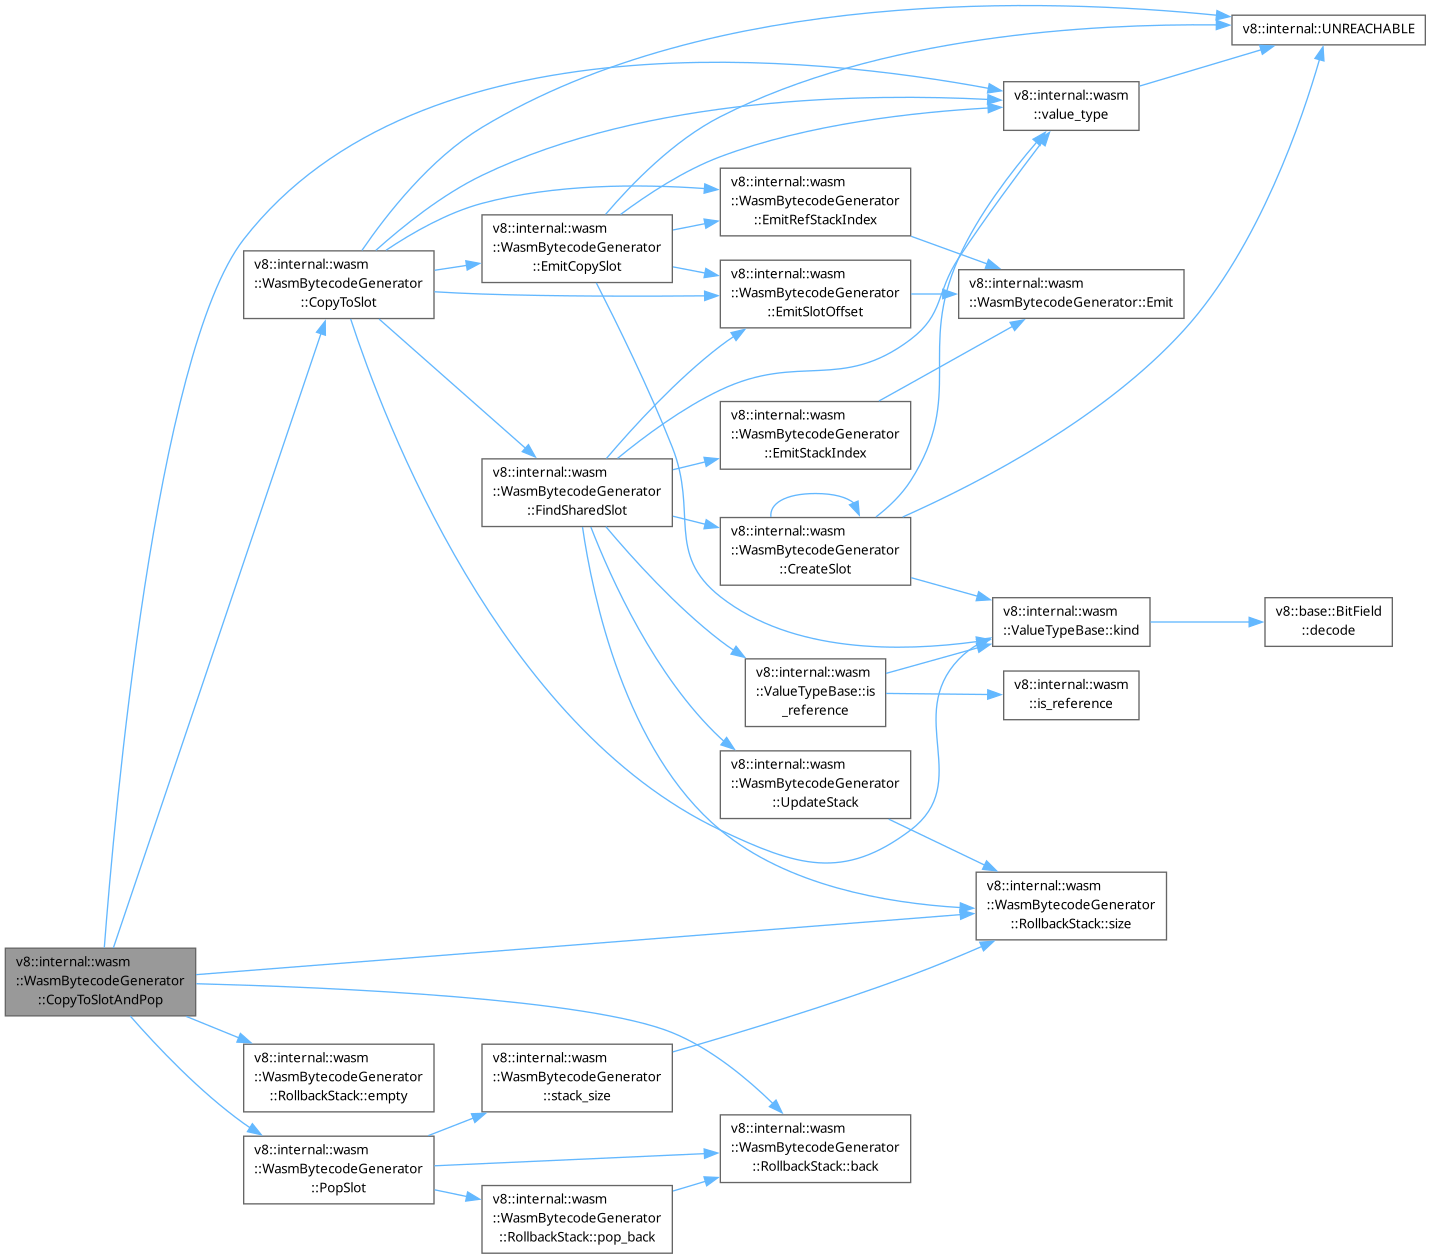 v8::internal::UNREACHABLE
v8::internal::wasm
::value_type
v8::internal::wasm
::WasmBytecodeGenerator
::EmitRefStackIndex
v8::internal::wasm
::WasmBytecodeGenerator
::EmitCopySlot
v8::internal::wasm
::WasmBytecodeGenerator
::CopyToSlot
v8::internal::wasm
::WasmBytecodeGenerator
::EmitSlotOffset
v8::internal::wasm
::WasmBytecodeGenerator::Emit
v8::internal::wasm
::WasmBytecodeGenerator
::EmitStackIndex
v8::internal::wasm
::WasmBytecodeGenerator
::FindSharedSlot
v8::internal::wasm
::WasmBytecodeGenerator
::CreateSlot
v8::internal::wasm
::ValueTypeBase::kind
v8::base::BitField
::decode
v8::internal::wasm
::ValueTypeBase::is
_reference
v8::internal::wasm
::is_reference
v8::internal::wasm
::WasmBytecodeGenerator
::UpdateStack
v8::internal::wasm
::WasmBytecodeGenerator
::RollbackStack::size
v8::internal::wasm
::WasmBytecodeGenerator
::CopyToSlotAndPop
v8::internal::wasm
::WasmBytecodeGenerator
::RollbackStack::empty
v8::internal::wasm
::WasmBytecodeGenerator
::stack_size
v8::internal::wasm
::WasmBytecodeGenerator
::RollbackStack::back
v8::internal::wasm
::WasmBytecodeGenerator
::PopSlot
v8::internal::wasm
::WasmBytecodeGenerator
::RollbackStack::pop_back